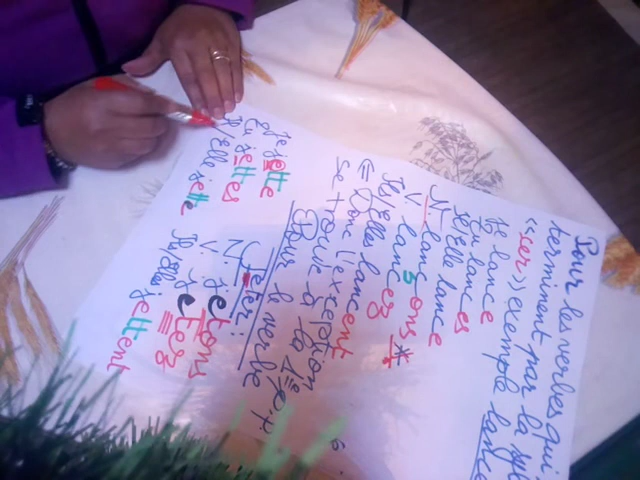 Pour les verbes qui
terminent par la syl
«cer» exemple lance
Je lance
Tu lances
Il/Elle lance
N. lançons *
V. lancez
Ils/Elles lancent
⇐ Donc l'exception
se trouve à la 1e p.p.
Pour le verbe
Jeter:
Je jette
tu jettes
Il/Elle jette
N. jetons
V. jetez
Ils/Elles jettent